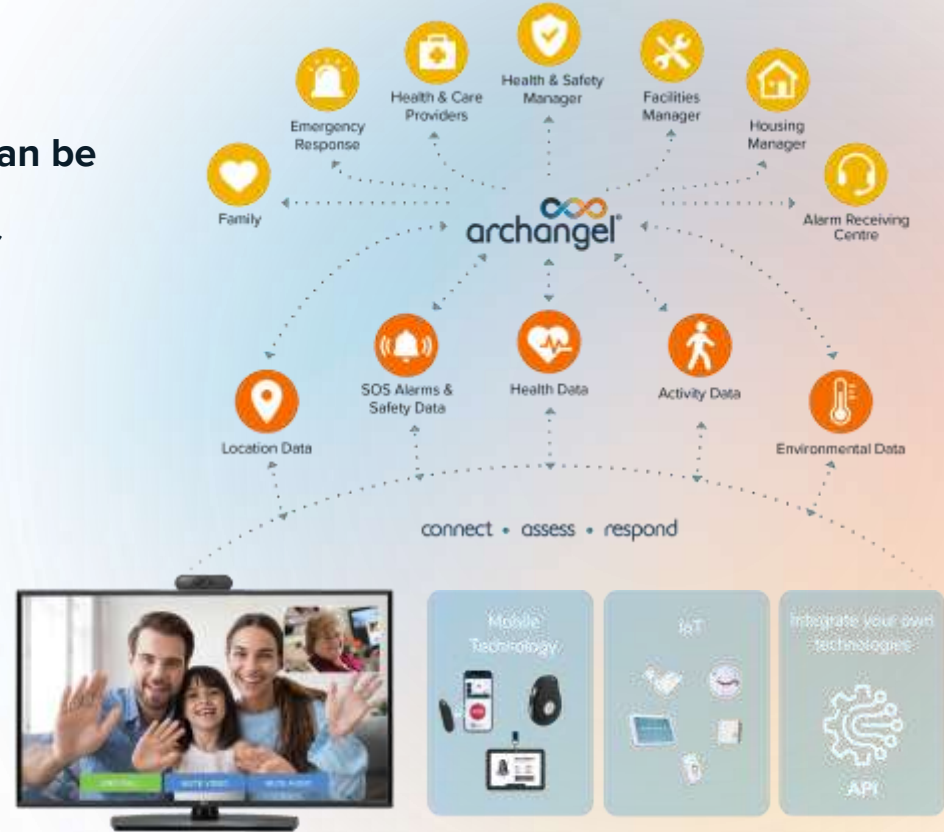 Health & Safety
Manager
Health & Care
Providers
Facilities
Manager
Emergency
Response
Housing
Manager
an be
Family
archangel®
Alarm Receiving
Centre
SOS Alarms &
Safety Data
Health Data
Activity Data
Location Data
Environmental Data
connect • assess • respond
Mobile
Technology
IoT
Integrate your own
technologies
MUTE VIDEO
API